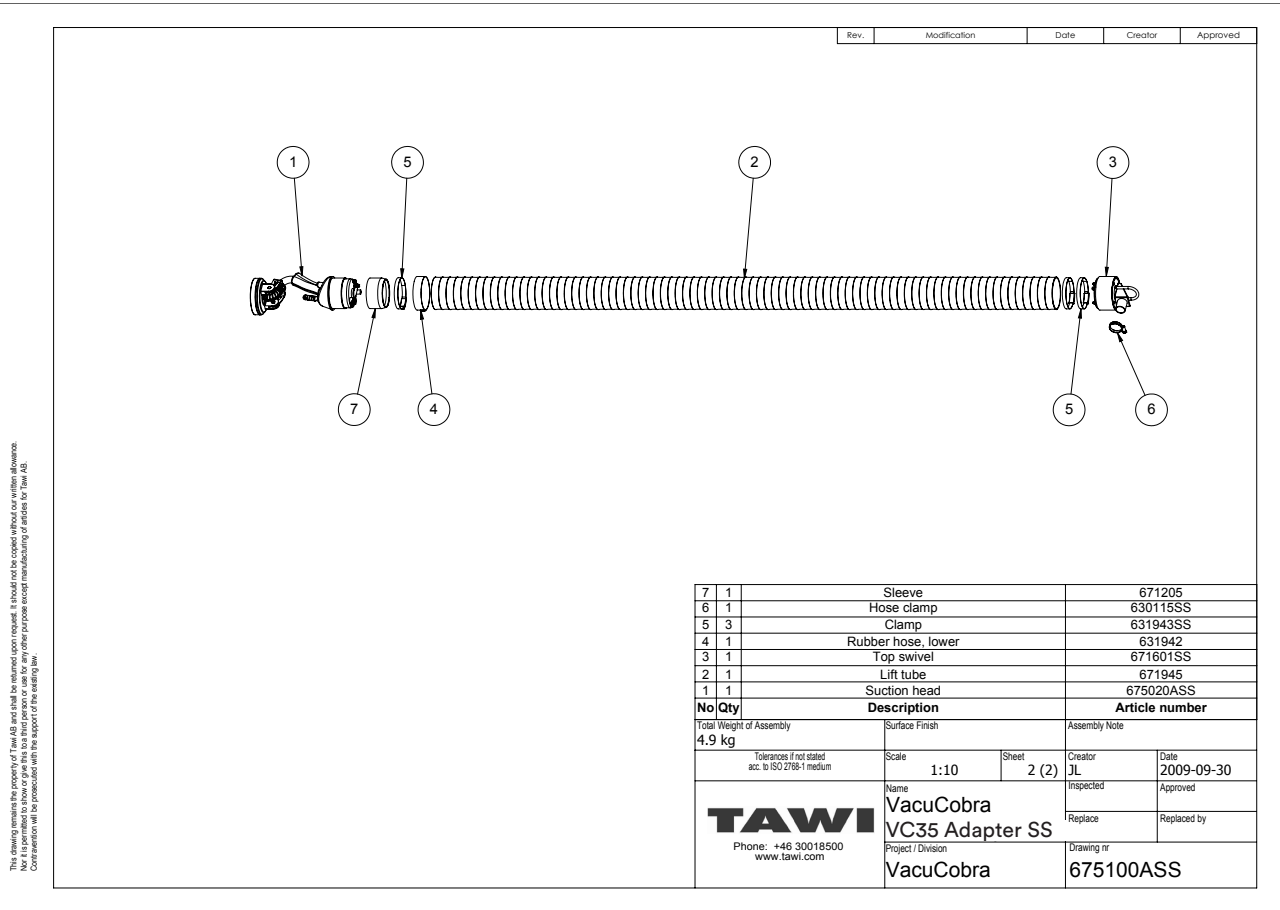 Rev. Modification Date Creator Approved
1 5 2 3
7 4 5 6
This drawing remains the property of Tawi AB and shall be returned upon request. It should not be copied without our written allowance.
Nor it is permitted to show or give this to a third person or use for any other purpose except manufacturing of articles for Tawi AB.
Contravention will be prosecuted with the support of the existing law.
7 1 Sleeve 671205
6 1 Hose clamp 630115SS
5 3 Clamp 631943SS
4 1 Rubber hose, lower 631942
3 1 Top swivel 671601SS
2 1 Lift tube 671945
1 1 Suction head 675020ASS
No Qty Description Article number
Total Weight of Assembly Surface Finish Assembly Note
4.9 kg
Tolerances if not stated
acc. to ISO 2768-1 medium
Scale Sheet Creator Date
1:10 2 (2) JL 2009-09-30
Name Inspected Approved
VacuCobra
VC35 Adapter SS
Replace Replaced by
TAWI
Phone: +46 30018500
www.tawi.com
Project / Division Drawing nr
VacuCobra 675100ASS